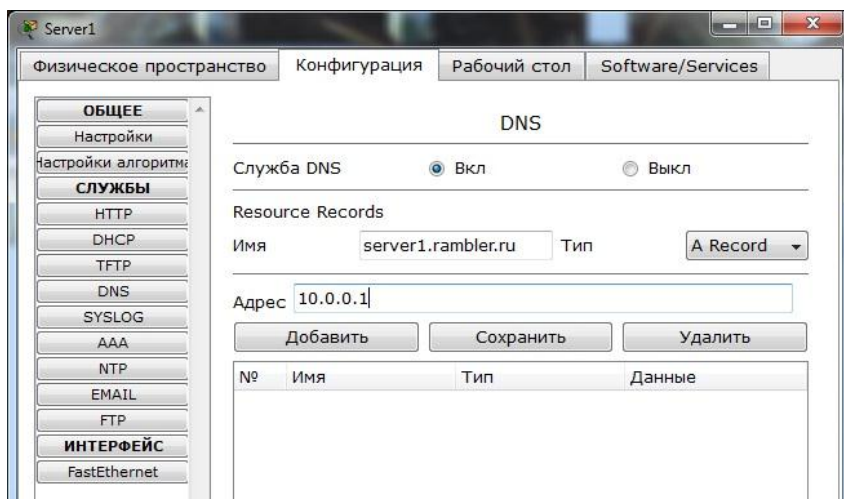 Server1
Физическое пространство Конфигурация Рабочий стол Software/Services
ОБЩЕЕ
Настройки
Настройки алгоритма
СЛУЖБЫ
HTTP
DHCP
TFTP
DNS
SYSLOG
AAA
NTP
EMAIL
FTP
ИНТЕРФЕЙС
FastEthernet
DNS
Служба DNS Вкл Выкл
Resource Records
Имя server1.rambler.ru Тип A Record
Адрес 10.0.0.1
Добавить Сохранить Удалить
№ Имя Тип Данные